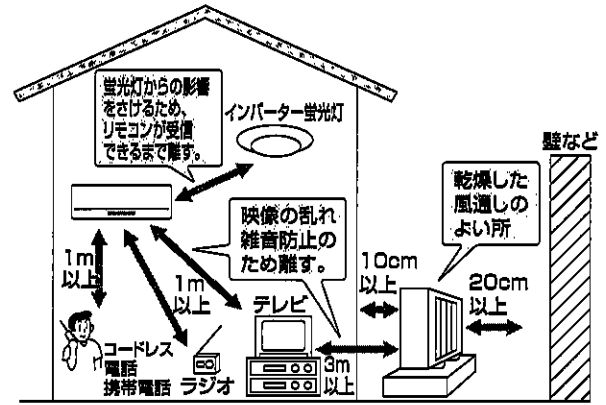 蛍光灯からの影響
をさけるため、
リモコンが受信
できるまで離す。
インバーター蛍光灯
壁など
乾燥した
風通しの
よい所
映像の乱れ
雑音防止の
ため離す。
1m
以上
1m
以上
テレビ
10cm
以上
20cm
以上
コードレス
電話
携帯電話
ラジオ
3m
以上